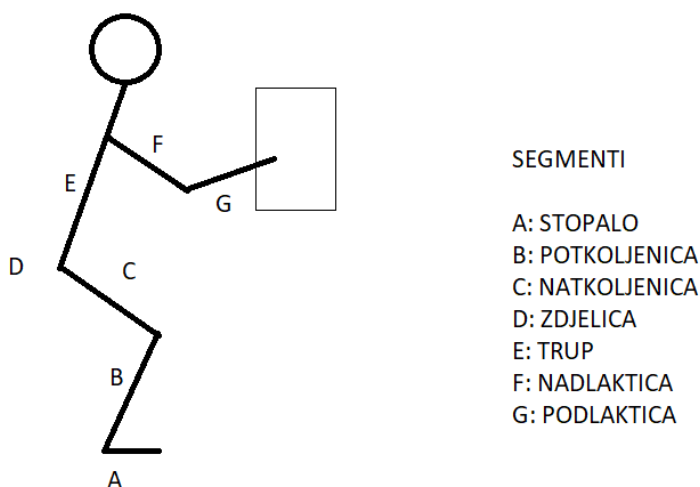 F
E
G
D
C
B
A
SEGMENTI
A: STOPALO
B: POTKOLJENICA
C: NATKOLJENICA
D: ZDJELICA
E: TRUP
F: NADLAKTICA
G: PODLAKTICA